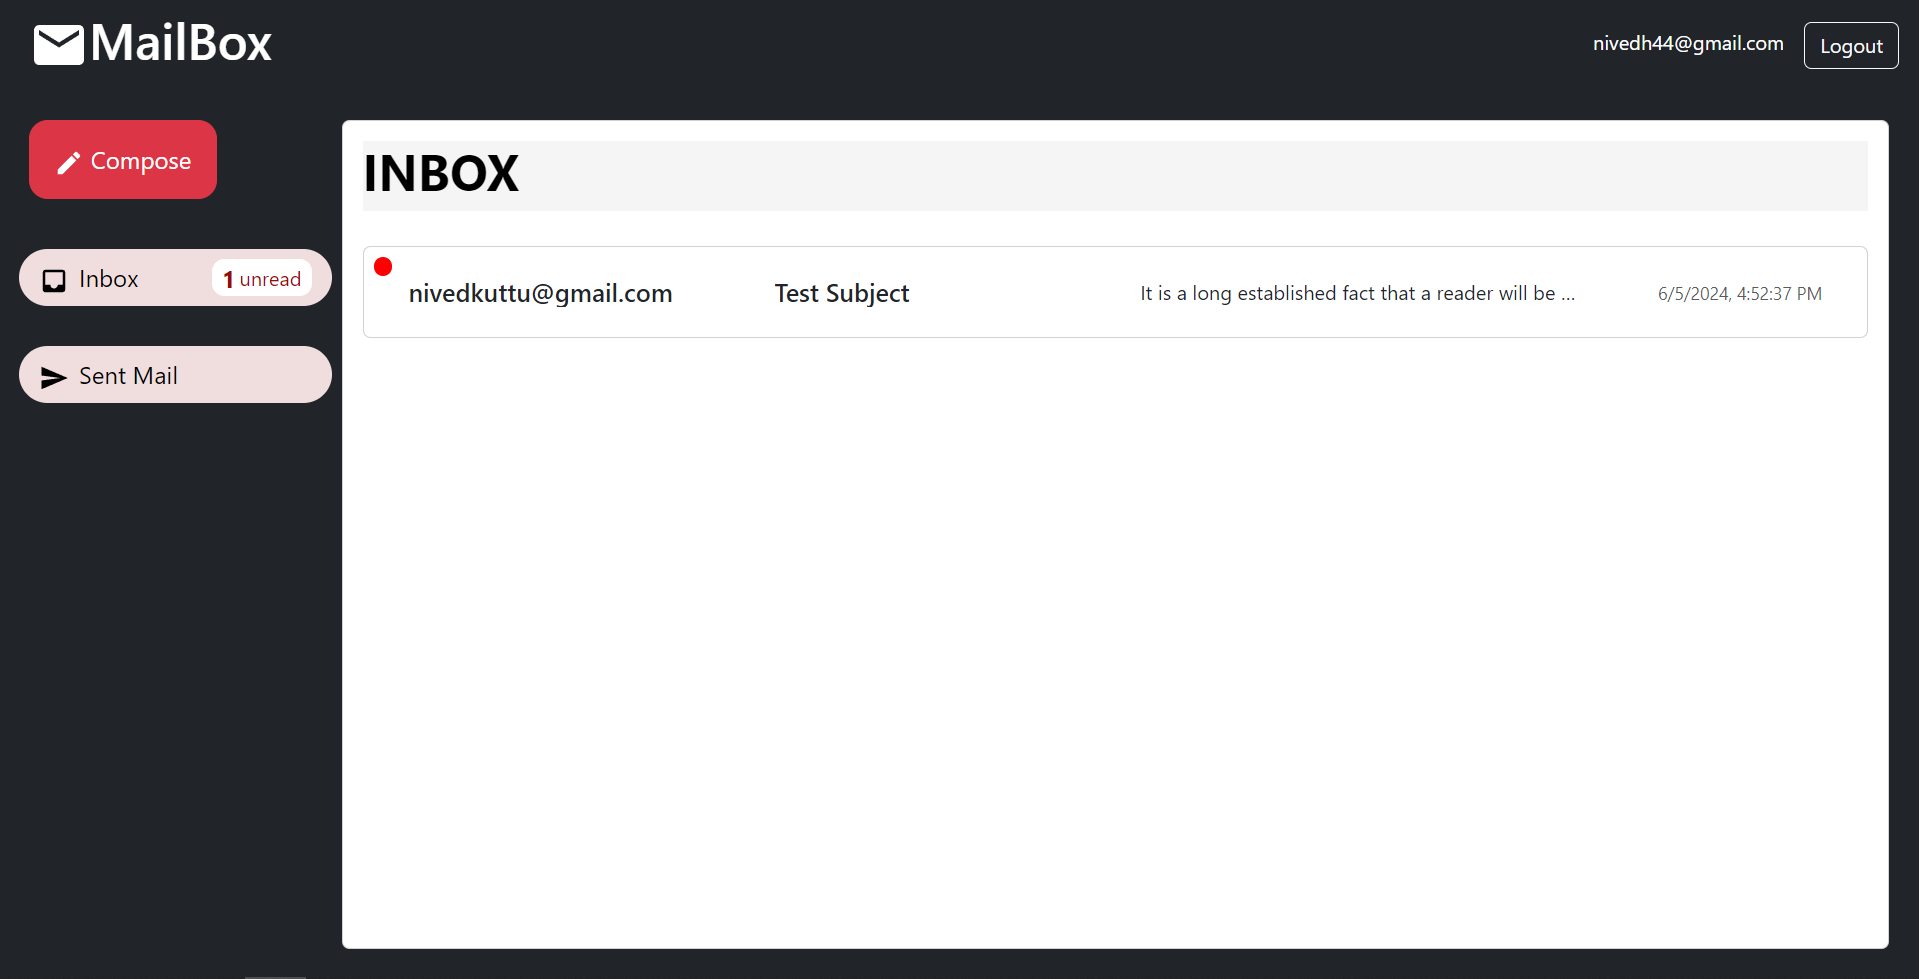 MailBox
nivedh44@gmail.com
Logout
Compose
Inbox
1 unread
Sent Mail
INBOX
nivedkuttu@gmail.com
Test Subject
It is a long established fact that a reader will be ...
6/5/2024, 4:52:37 PM